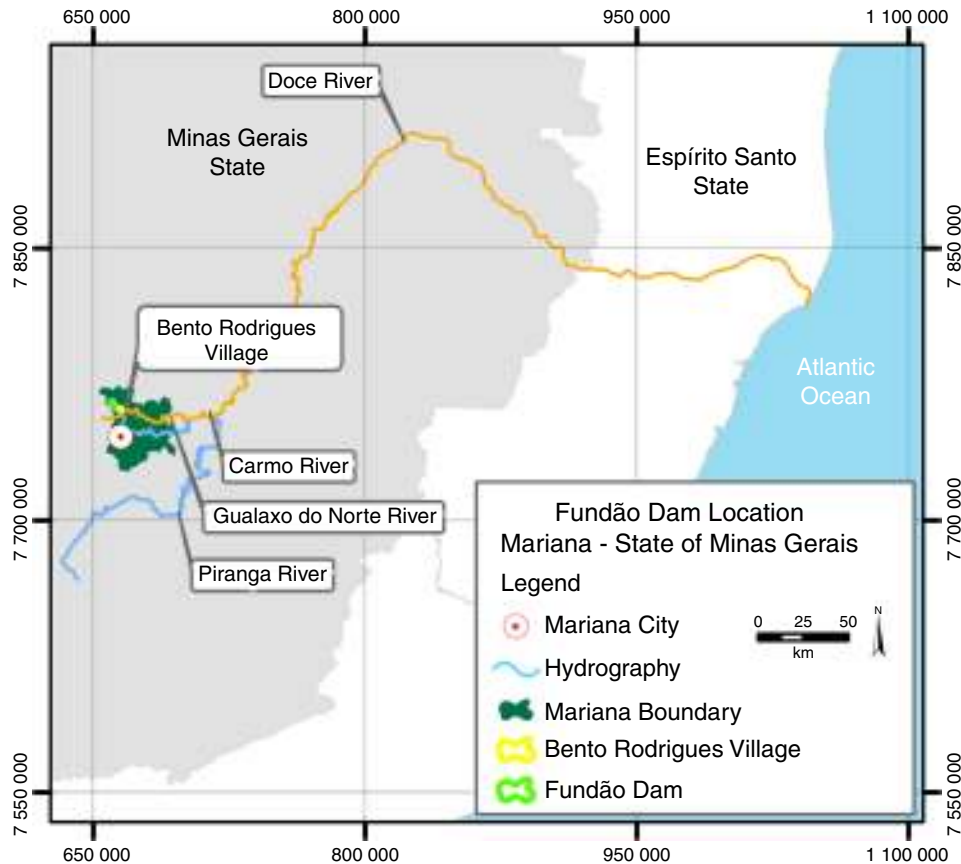 650 000
800 000
950 000
1 100 000
Doce River
Minas Gerais
State
Espírito Santo
State
7 850 000
7 850 000
Bento Rodrigues
Village
Atlantic
Ocean
Carmo River
Gualaxo do Norte River
Piranga River
7 700 000
7 700 000
Fundão Dam Location
Mariana - State of Minas Gerais
Legend
Mariana City
Hydrography
Mariana Boundary
Bento Rodrigues Village
Fundão Dam
0 25 50
km
N
7 550 000
7 550 000
650 000
800 000
950 000
1 100 000